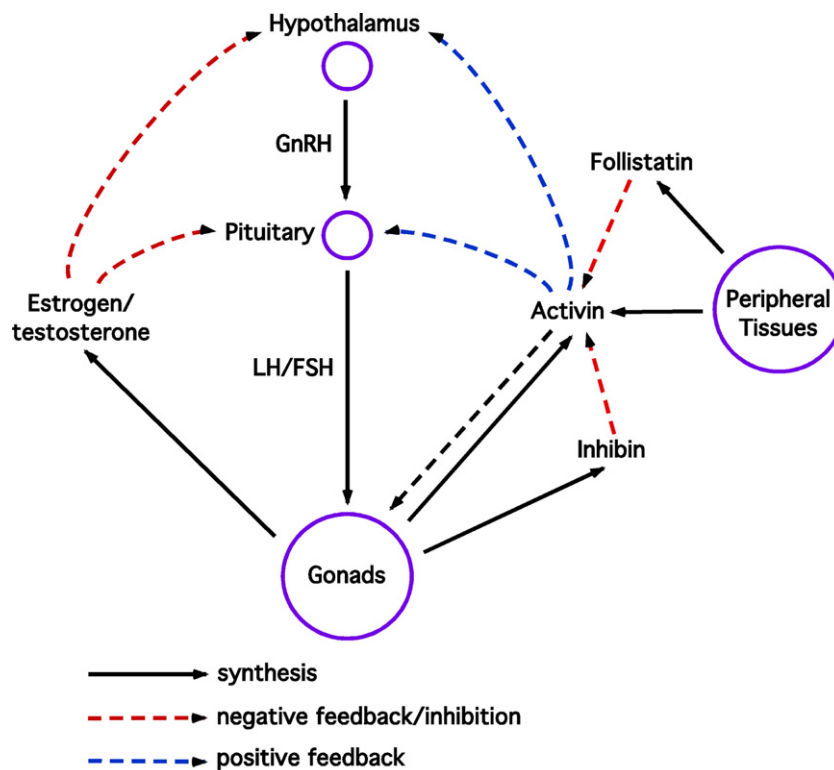 Hypothalamus
GnRH
Follistatin
Pituitary
Peripheral
Tissues
Estrogen/
testosterone
Activin
LH/FSH
Inhibin
Gonads
synthesis
negative feedback/inhibition
positive feedback